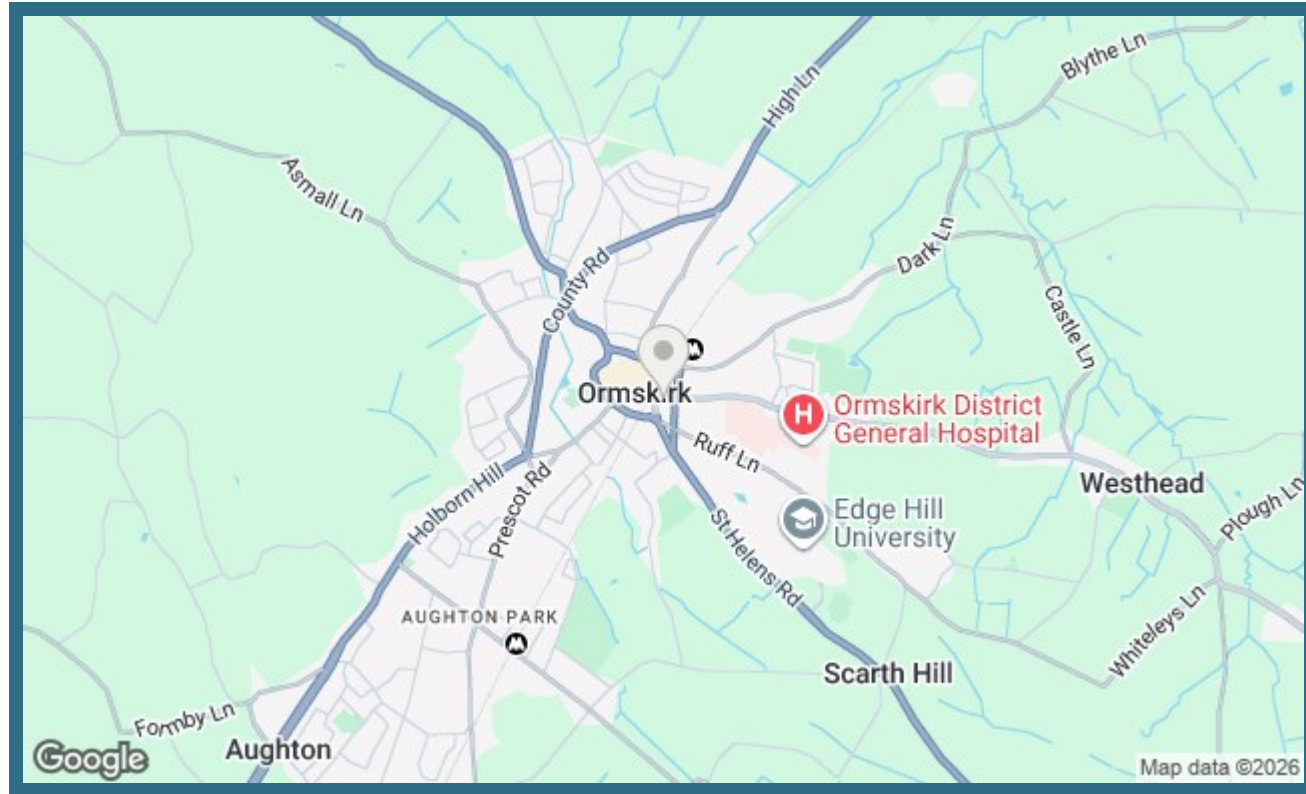 Blythe Ln
High Ln
Asmall Ln
Dark Ln
County Rd
Castle Ln
Ormskirk
Ormskirk District
General Hospital
Ruff Ln
Holborn Hill
Prescot Rd
Westhead
Plough Ln
Edge Hill
University
St Helens Rd
AUGHTON PARK
Whiteleys Ln
Scarth Hill
Formby Ln
Aughton
Google
Map data ©2026
H